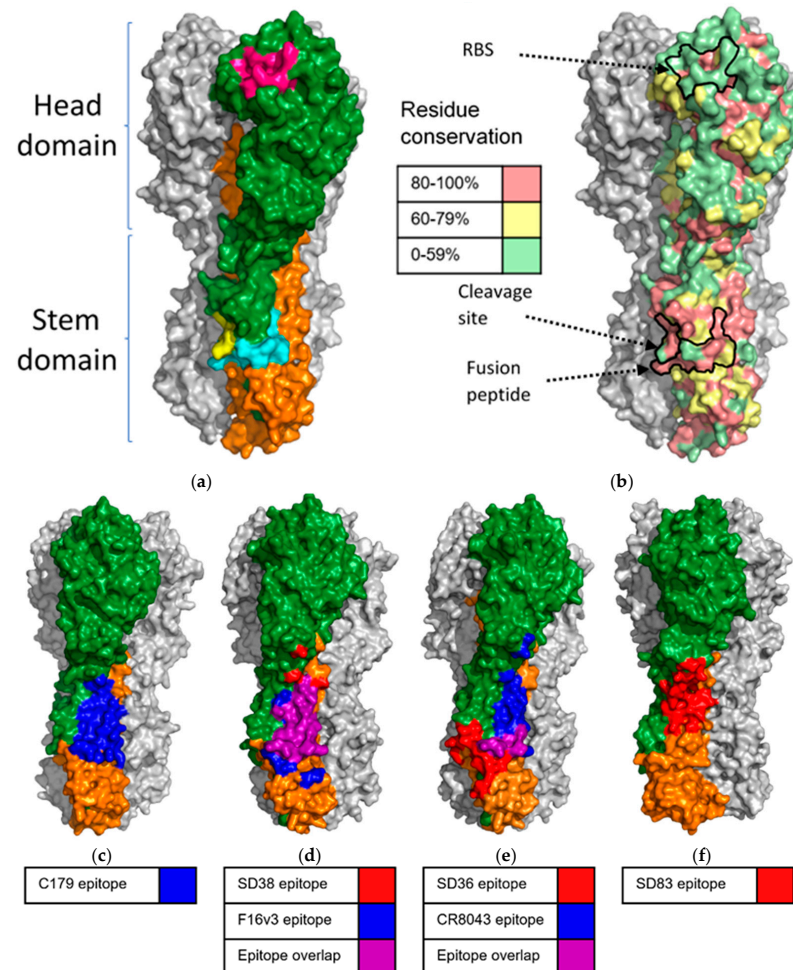 Head
domain
Stem
domain
(a)
RBS
Residue
conservation
80-100%
60-79%
0-59%
Cleavage
site
Fusion
peptide
(b)
(c)
(d)
(e)
(f)
C179 epitope
SD38 epitope
F16v3 epitope
Epitope overlap
SD36 epitope
CR8043 epitope
Epitope overlap
SD83 epitope